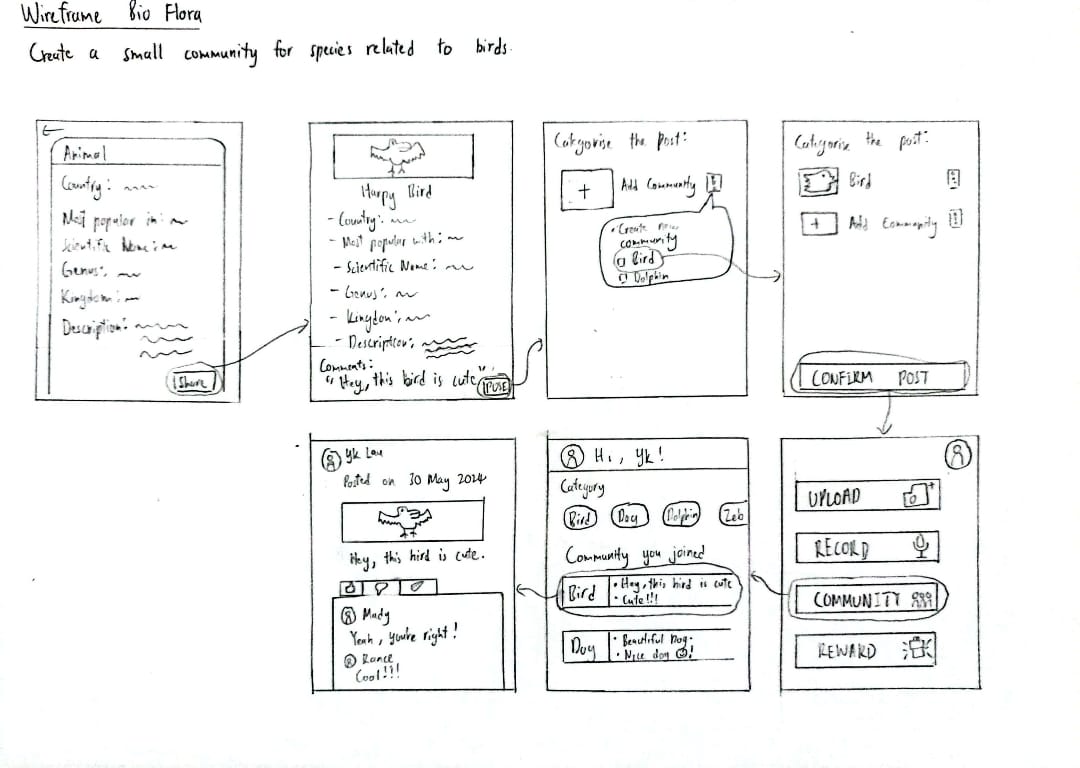 Wireframe Bio Flora
Create a small community for species related to birds.
Animal
Country:
Most popular in:
Scientific Name:
Genus:
Kingdom:
Description:
Share
Harpy Bird
- Country:
- Most popular with:
- Scientific Name:
- Genus:
- Kingdom:
- Description:
Comments:
"Hey, this bird is cute"
POST
Categorise the Post:
+ Add Community
• Create new
community
Bird
Dolphin
Categorise the post:
Bird
+ Add Community
CONFIRM POST
Yk Lau
Posted on 30 May 2024
Hey, this bird is cute.
Mady
Yeah, you're right!
Rance
Cool!!!
Hi, Yk!
Category
Bird Dog Dolphin Zeb
Community you joined
Bird
• Hey, this bird is cute
• Cute!!!
Dog
• Beautiful Dog.
• Nice dog ☺!
UPLOAD
RECORD
COMMUNITY
REWARD